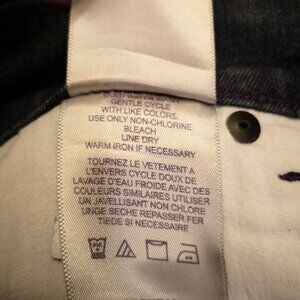 GENTLE CYCLE
WITH LIKE COLORS.
USE ONLY NON-CHLORINE
BLEACH
LINE DRY
WARM IRON IF NECESSARY
TOURNEZ LE VETEMENT A
L'ENVERS CYCLE DOUX DE
LAVAGE D'EAU FROIDE AVEC DES
COULEURS SIMILAIRES UTILISER
UN JAVELLISANT NON CHLORE
LINGE SECHE REPASSER FER
TIEDE SI NECESSAIRE